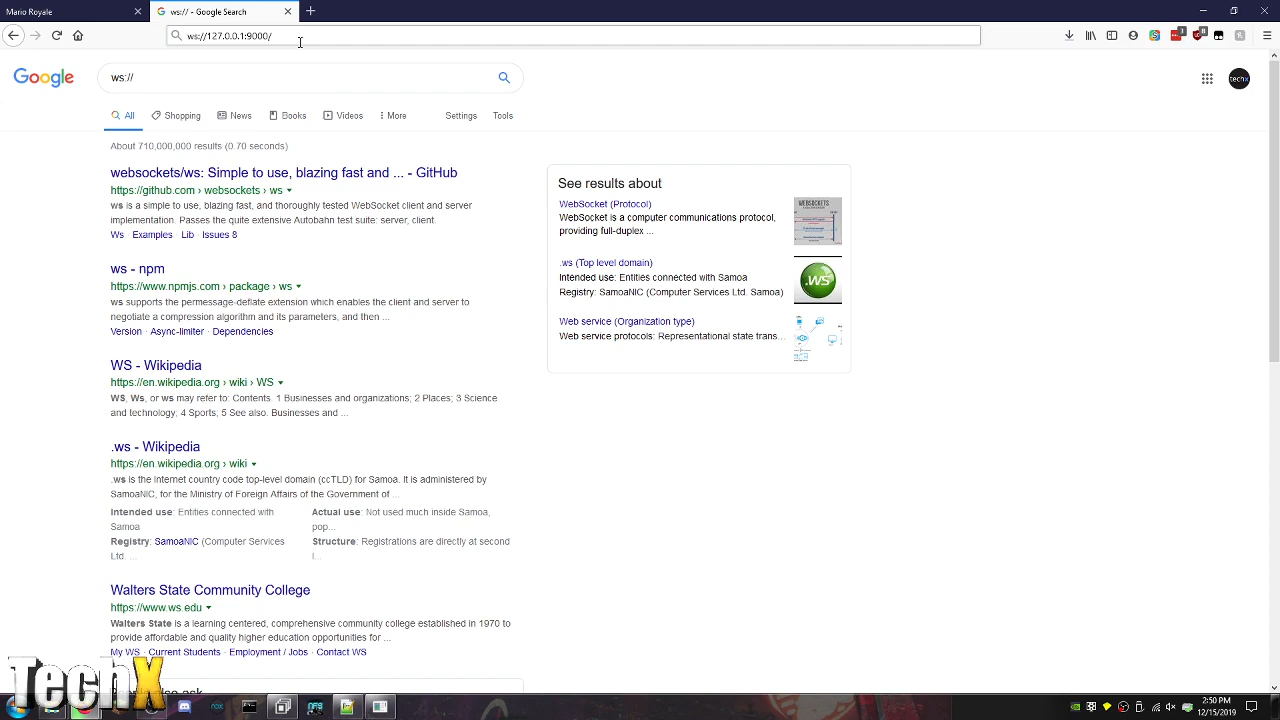 Mario Royale
ws:// - Google Search
ws://127.0.0.1:9000/
Google
ws://
techx
All
Shopping
News
Books
Videos
More
Settings
Tools
About 710,000,000 results (0.70 seconds)
websockets/ws: Simple to use, blazing fast and ... - GitHub
https://github.com › websockets › ws
ws is a simple to use, blazing fast, and thoroughly tested WebSocket client and server
implementation. Passes the quite extensive Autobahn test suite: server, client.
Ws · Examples · Lib · Issues 8
ws - npm
https://www.npmjs.com › package › ws
ws supports the permessage-deflate extension which enables the client and server to
negotiate a compression algorithm and its parameters, and then ...
Version · Async-limiter · Dependencies
WS - Wikipedia
https://en.wikipedia.org › wiki › WS
WS, Ws, or ws may refer to: Contents. 1 Businesses and organizations; 2 Places; 3 Science
and technology; 4 Sports; 5 See also. Businesses and ...
.ws - Wikipedia
https://en.wikipedia.org › wiki
.ws is the Internet country code top-level domain (ccTLD) for Samoa. It is administered by
SamoaNIC, for the Ministry of Foreign Affairs of the Government of ...
Intended use: Entities connected with
Samoa
Actual use: Not used much inside Samoa,
pop...
Registry: SamoaNIC (Computer Services
Ltd. ...
Structure: Registrations are directly at second
l...
Walters State Community College
https://www.ws.edu
Walters State is a learning centered, comprehensive community college established in 1970 to
provide affordable and quality higher education opportunities for ...
My WS · Current Students · Employment / Jobs · Contact WS
See results about
WebSocket (Protocol)
WebSocket is a computer communications protocol,
providing full-duplex ...
WEBSOCKETS
.ws (Top level domain)
Intended use: Entities connected with Samoa
Registry: SamoaNIC (Computer Services Ltd. Samoa)
.WS
Web service (Organization type)
Web service protocols: Representational state trans...
TechX
2:50 PM
12/15/2019